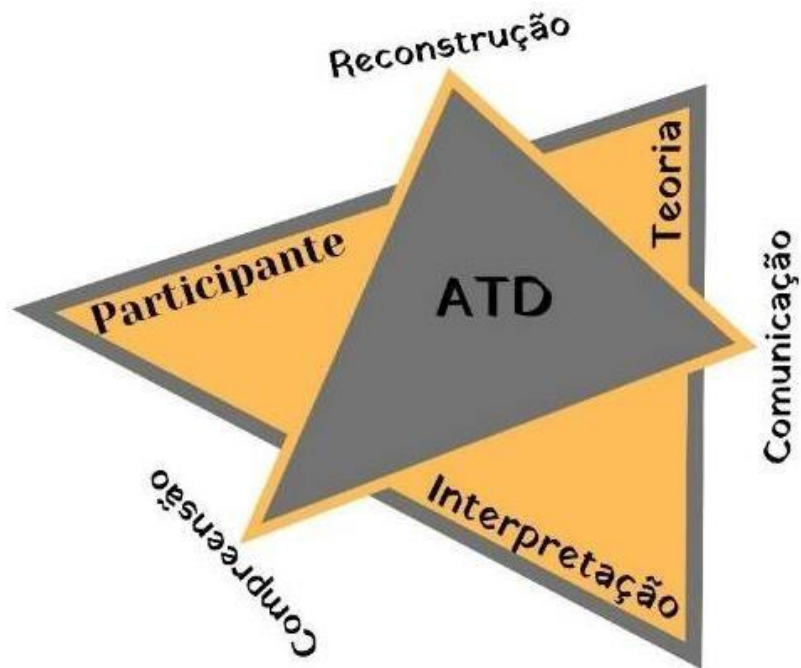 Reconstrução
Teoria
Participante
ATD
Comunicação
Interpretação
Compreensão